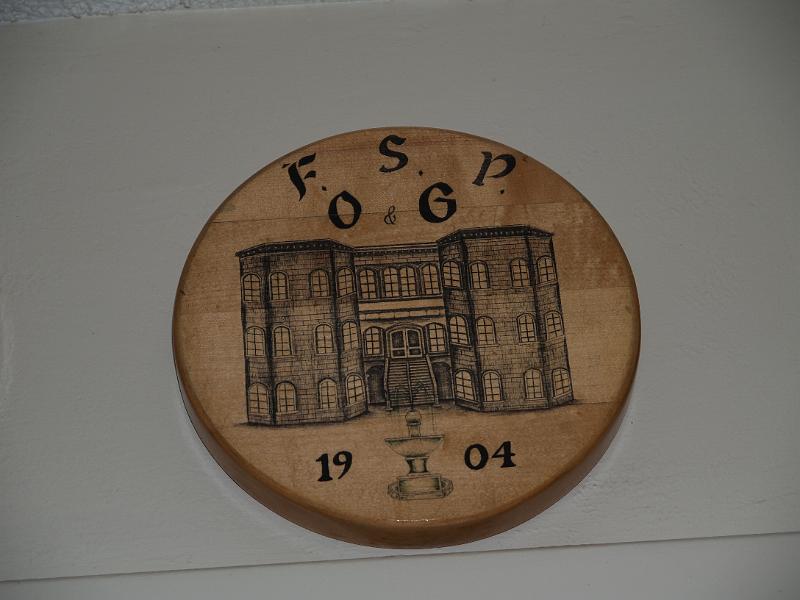 F. S. P.
O & G
19 04